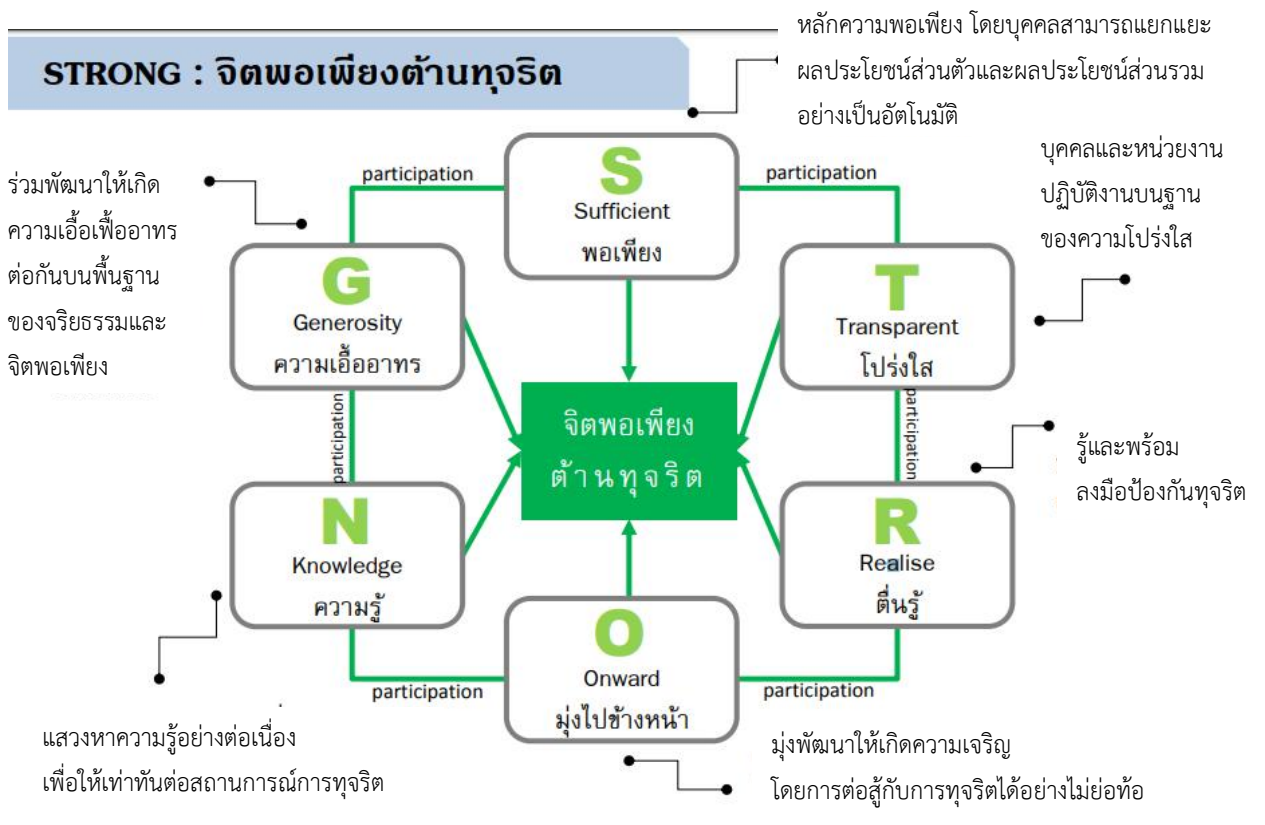 หลักความพอเพียง โดยบุคคลสามารถแยกแยะ
ผลประโยชน์ส่วนตัวและผลประโยชน์ส่วนรวม
อย่างเป็นอัตโนมัติ
STRONG : จิตพอเพียงต้านทุจริต
participation
S
Sufficient
พอเพียง
participation
บุคคลและหน่วยงาน
ปฏิบัติงานบนฐาน
ของความโปร่งใส
ร่วมพัฒนาให้เกิด
ความเอื้อเฟื้ออาทร
ต่อกันบนพื้นฐาน
ของจริยธรรมและ
จิตพอเพียง
G
Generosity
ความเอื้ออาทร
T
Transparent
โปร่งใส
จิตพอเพียง
ต้านทุจริต
participation
participation
รู้และพร้อม
ลงมือป้องกันทุจริต
N
Knowledge
ความรู้
R
Realise
ตื่นรู้
participation
O
Onward
มุ่งไปข้างหน้า
participation
แสวงหาความรู้อย่างต่อเนื่อง
เพื่อให้เท่าทันต่อสถานการณ์การทุจริต
มุ่งพัฒนาให้เกิดความเจริญ
โดยการต่อสู้กับการทุจริตได้อย่างไม่ย่อท้อ